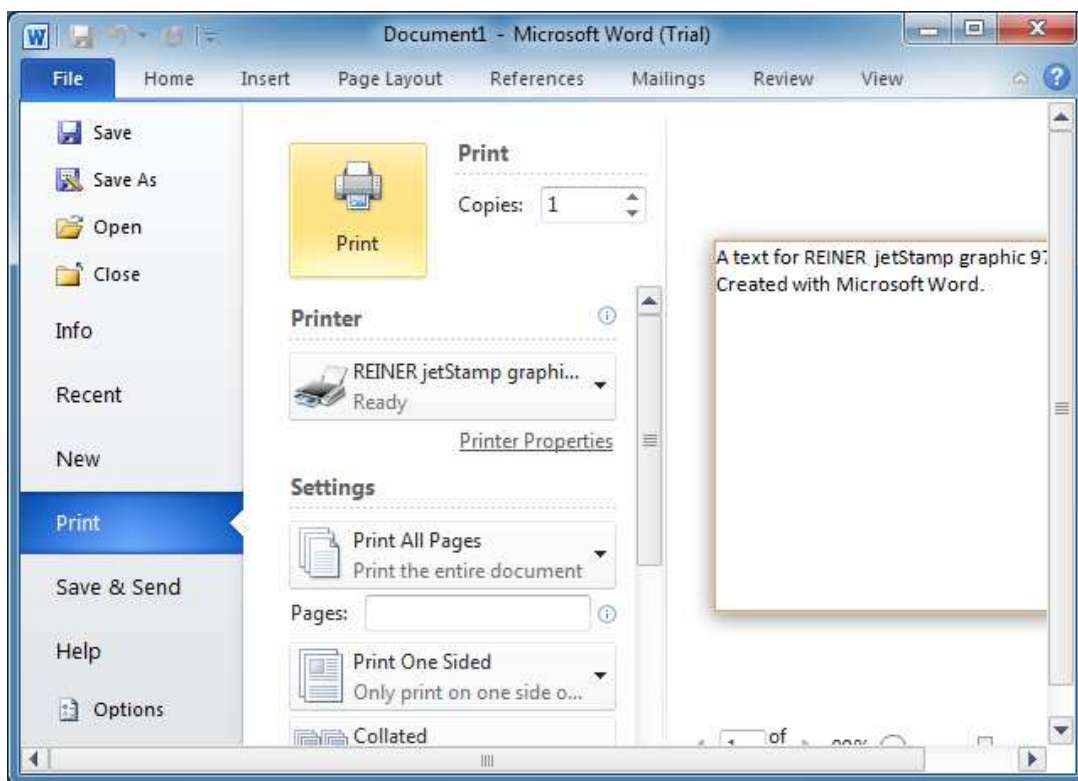 W
Document1 - Microsoft Word (Trial)
File Home Insert Page Layout References Mailings Review View
Save
Save As
Open
Close
Info
Recent
New
Print
Save & Send
Help
Options
Print
Print
Copies: 1
Printer
REINER jetStamp graphi...
Ready
Printer Properties
Settings
Print All Pages
Print the entire document
Pages:
Print One Sided
Only print on one side o...
Collated
A text for REINER jetStamp graphic 97
Created with Microsoft Word.
of